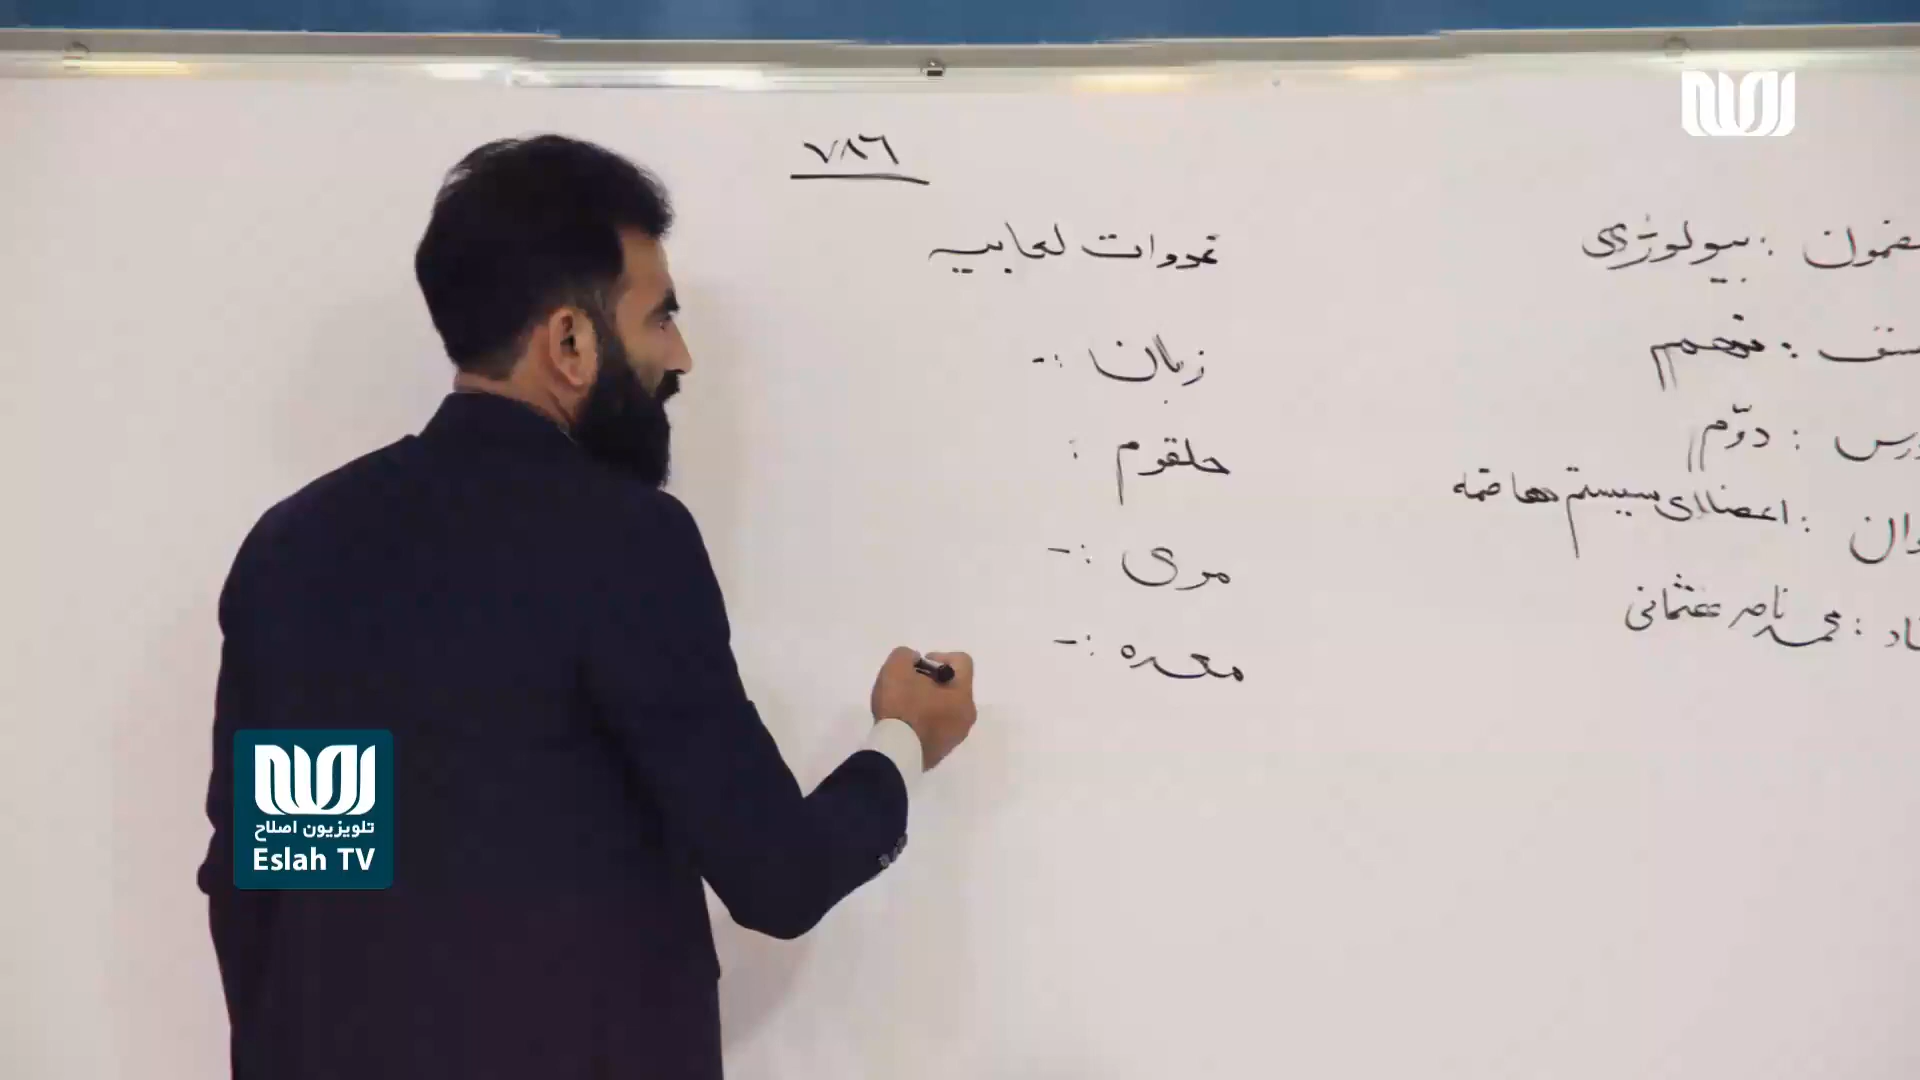 ٧٨٦
مضمون : بیولوژی
صنف : نهم
درس : دوّم
عنوان : اعضای سیستم هاضمه
استاد : محمد ناصر عثمانی
غدوات لعابیه
زبان :-
حلقوم :
مری :-
معده :-
تلویزیون اصلاح
Eslah TV